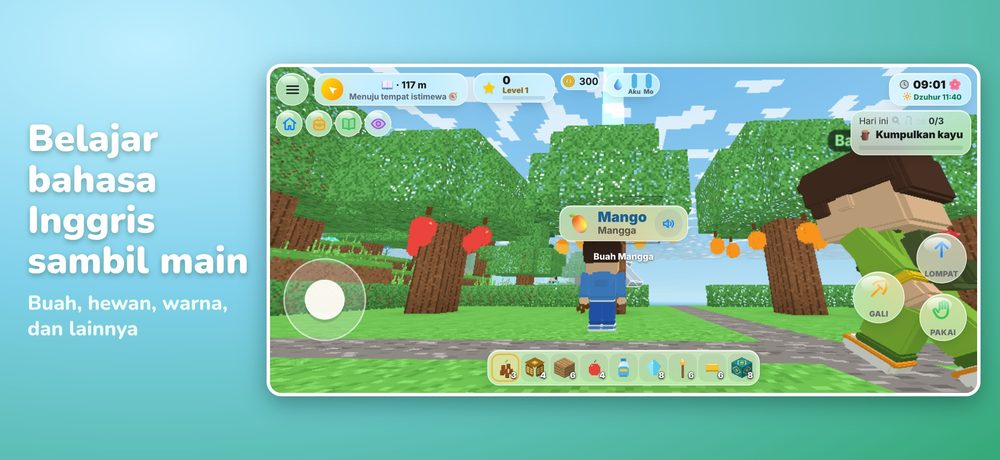 Belajar
bahasa
Inggris
sambil main
Buah, hewan, warna,
dan lainnya
· 117 m
Menuju tempat istimewa
0
Level 1
300
Aku Mo
09:01
Dzuhur 11:40
Hari ini
0/3
Kumpulkan kayu
Ba
Mango
Mangga
Buah Mangga
LOMPAT
GALI
PAKAI
3 4 6 4 8 6 6 8